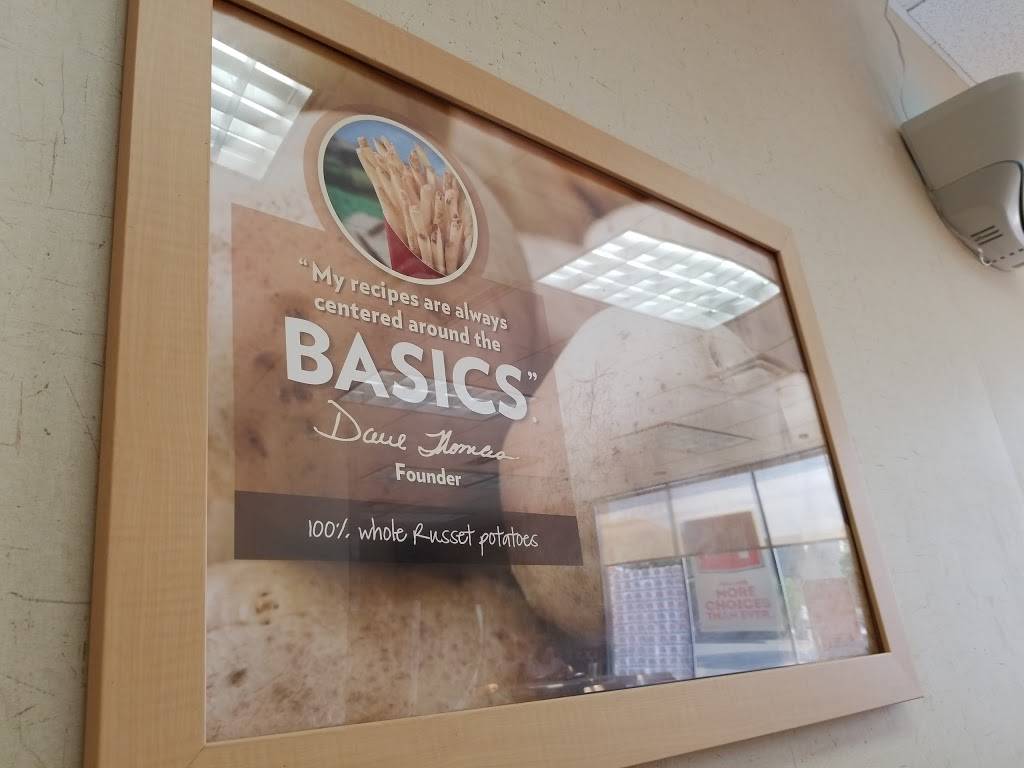 “My recipes are always
centered around the
BASICS”.
Dave Thomas
Founder
100% whole Russet potatoes
MORE
CHOICES